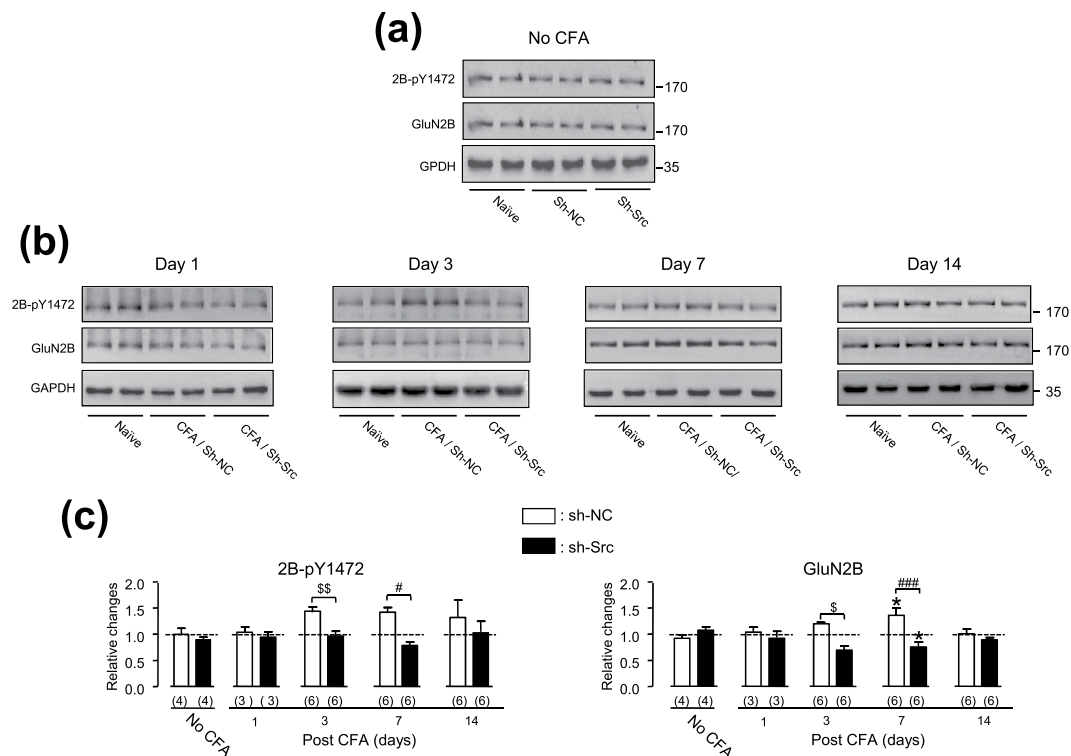 (a)
No CFA
2B-pY1472
170
GluN2B
170
GPDH
35
Naïve
Sh-NC
Sh-Src
(b)
Day 1
Day 3
Day 7
Day 14
2B-pY1472
170
GluN2B
170
GAPDH
35
Naïve
CFA / Sh-NC
CFA / Sh-Src
Naïve
CFA / Sh-NC
CFA / Sh-Src
Naïve
CFA / Sh-NC/
CFA / Sh-Src
Naïve
CFA / Sh-NC
CFA / Sh-Src
(c)
: sh-NC
: sh-Src
2B-pY1472
Relative changes
2.0
1.5
1.0
0.5
0.0
$$
#
(4) (4) (3) (3) (6) (6) (6) (6) (6) (6)
No CFA
1 3 7 14
Post CFA (days)
GluN2B
Relative changes
2.0
1.5
1.0
0.5
0.0
$
###
*
*
(4) (4) (3) (3) (6) (6) (6) (6) (6) (6)
No CFA
1 3 7 14
Post CFA (days)